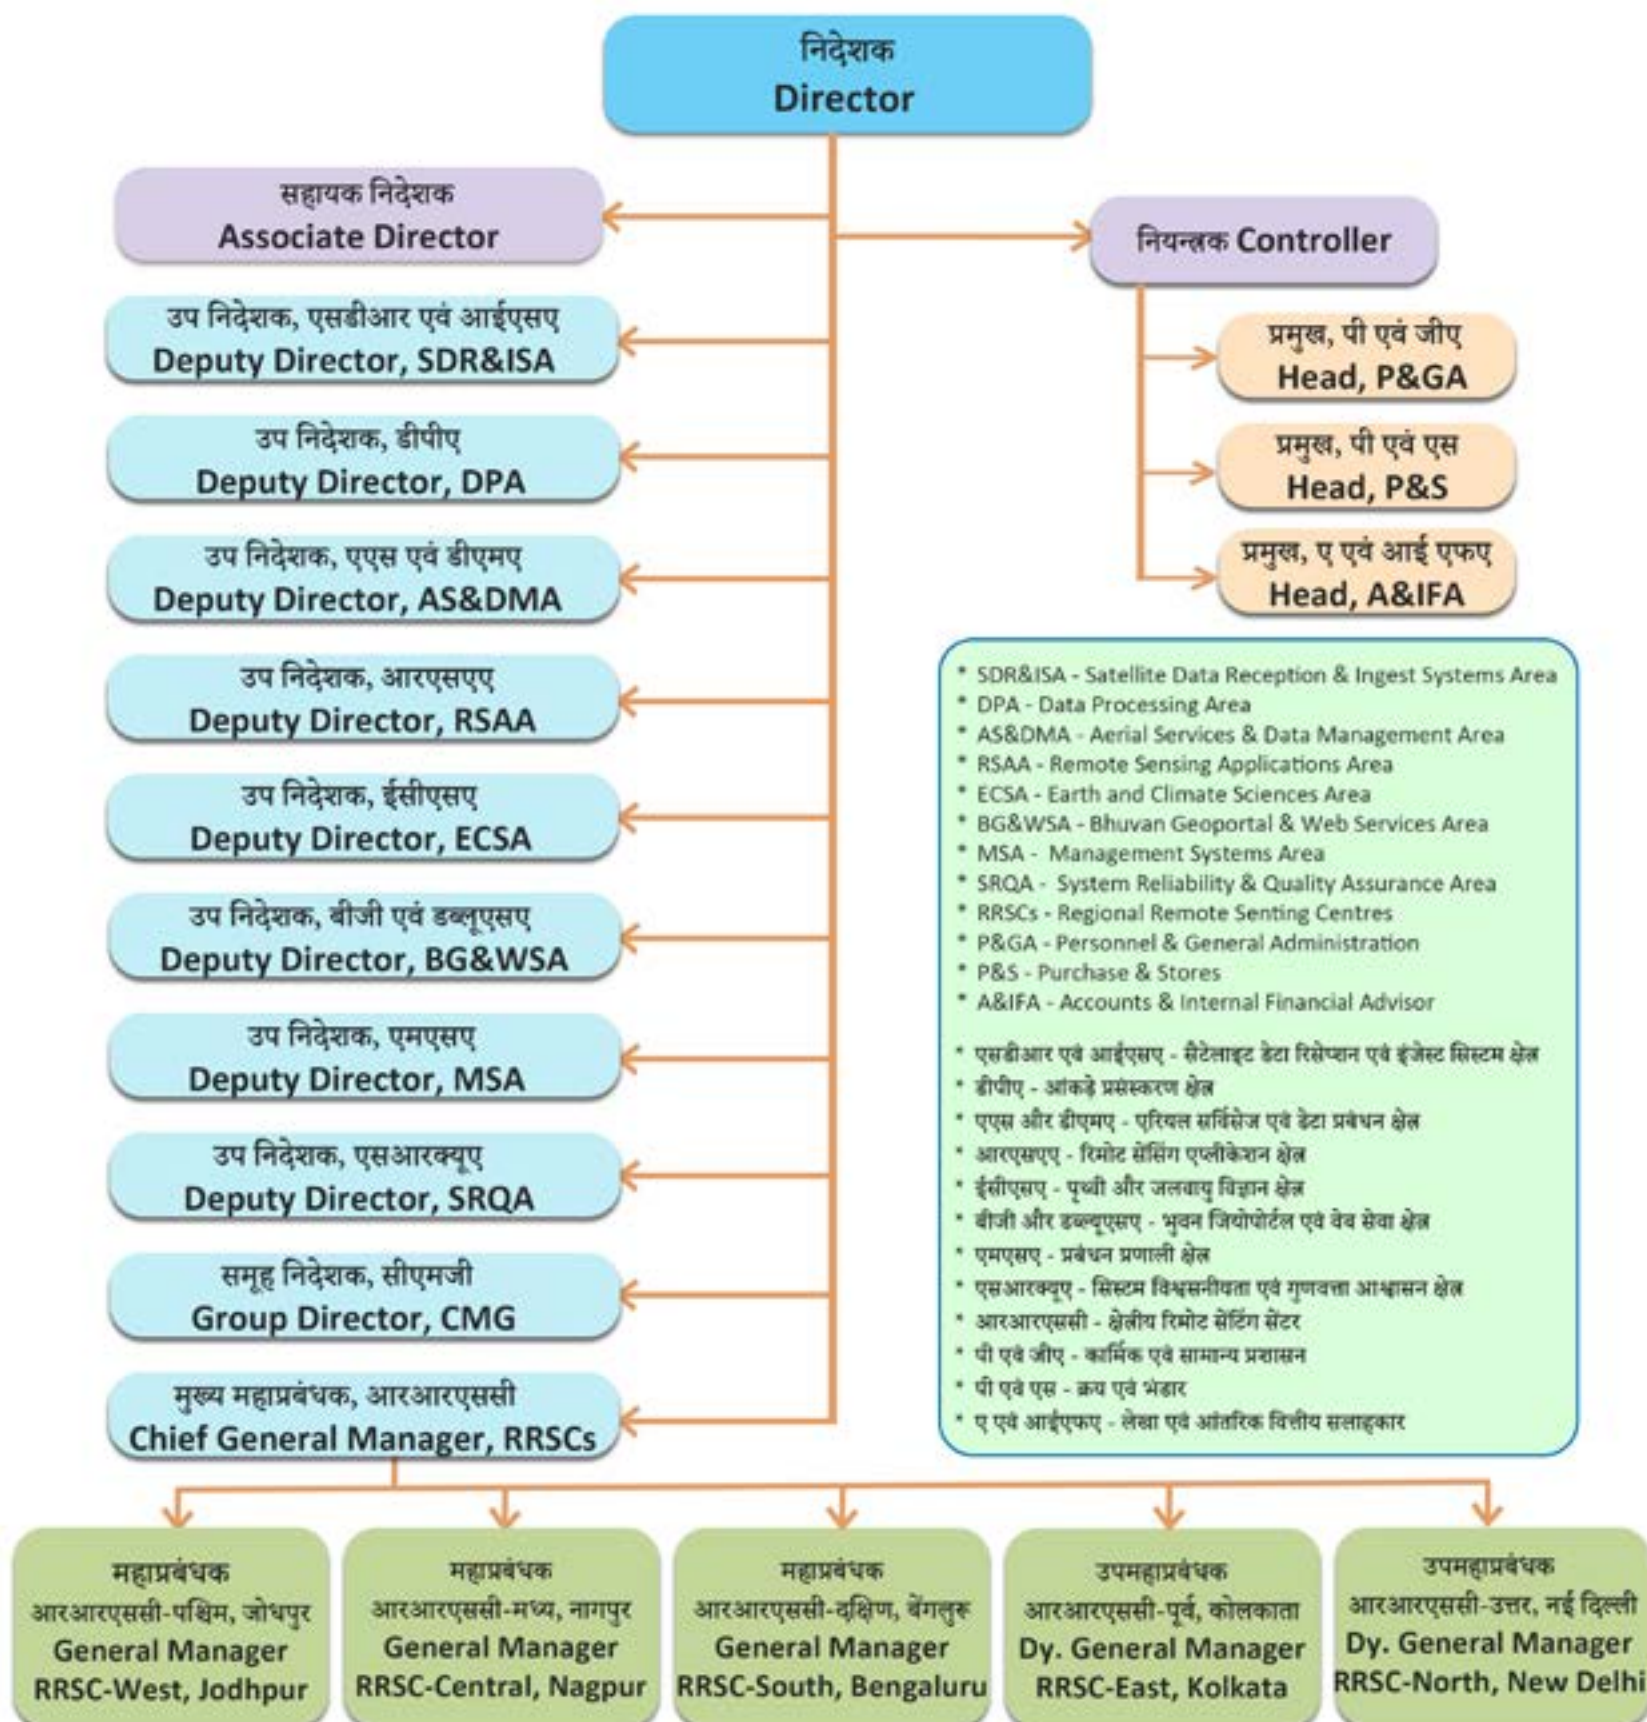 निदेशक
Director
सहायक निदेशक
Associate Director
नियन्त्रक Controller
उप निदेशक, एसडीआर एवं आईएसए
Deputy Director, SDR&ISA
उप निदेशक, डीपीए
Deputy Director, DPA
उप निदेशक, एएस एवं डीएमए
Deputy Director, AS&DMA
उप निदेशक, आरएसएए
Deputy Director, RSAA
उप निदेशक, ईसीएसए
Deputy Director, ECSA
उप निदेशक, बीजी एवं डब्लूएसए
Deputy Director, BG&WSA
उप निदेशक, एमएसए
Deputy Director, MSA
उप निदेशक, एसआरक्यूए
Deputy Director, SRQA
समूह निदेशक, सीएमजी
Group Director, CMG
मुख्य महाप्रबंधक, आरआरएससी
Chief General Manager, RRSCs
प्रमुख, पी एवं जीए
Head, P&GA
प्रमुख, पी एवं एस
Head, P&S
प्रमुख, ए एवं आई एफए
Head, A&IFA
* SDR&ISA - Satellite Data Reception & Ingest Systems Area
* DPA - Data Processing Area
* AS&DMA - Aerial Services & Data Management Area
* RSAA - Remote Sensing Applications Area
* ECSA - Earth and Climate Sciences Area
* BG&WSA - Bhuvan Geoportal & Web Services Area
* MSA - Management Systems Area
* SRQA - System Reliability & Quality Assurance Area
* RRSCs - Regional Remote Senting Centres
* P&GA - Personnel & General Administration
* P&S - Purchase & Stores
* A&IFA - Accounts & Internal Financial Advisor
* एसडीआर एवं आईएसए - सैटेलाइट डेटा रिसेप्शन एवं इंजेस्ट सिस्टम क्षेत्र
* डीपीए - आंकड़े प्रसंस्करण क्षेत्र
* एएस और डीएमए - एरियल सर्विसेज एवं डेटा प्रबंधन क्षेत्र
* आरएसएए - रिमोट सेंसिंग एप्लीकेशन क्षेत्र
* ईसीएसए - पृथ्वी और जलवायु विज्ञान क्षेत्र
* बीजी और डब्ल्यूएसए - भुवन जियोपोर्टल एवं वेब सेवा क्षेत्र
* एमएसए - प्रबंधन प्रणाली क्षेत्र
* एसआरक्यूए - सिस्टम विश्वसनीयता एवं गुणवत्ता आश्वासन क्षेत्र
* आरआरएससी - क्षेत्रीय रिमोट सेंटिंग सेंटर
* पी एवं जीए - कार्मिक एवं सामान्य प्रशासन
* पी एवं एस - क्रय एवं भंडार
* ए एवं आईएफए - लेखा एवं आंतरिक वित्तीय सलाहकार
महाप्रबंधक
आरआरएससी-पश्चिम, जोधपुर
General Manager
RRSC-West, Jodhpur
महाप्रबंधक
आरआरएससी-मध्य, नागपुर
General Manager
RRSC-Central, Nagpur
महाप्रबंधक
आरआरएससी-दक्षिण, बेंगलुरू
General Manager
RRSC-South, Bengaluru
उपमहाप्रबंधक
आरआरएससी-पूर्व, कोलकाता
Dy. General Manager
RRSC-East, Kolkata
उपमहाप्रबंधक
आरआरएससी-उत्तर, नई दिल्ली
Dy. General Manager
RRSC-North, New Delhi